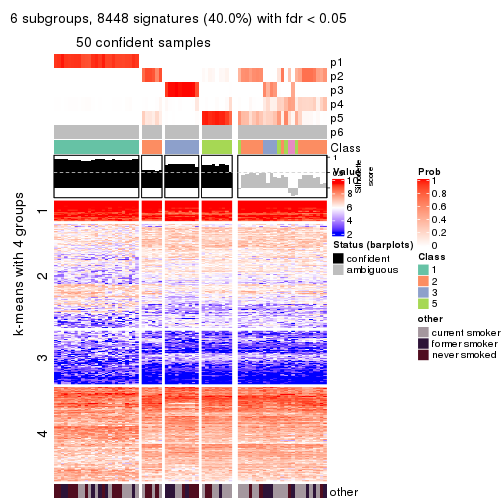 6 subgroups, 8448 signatures (40.0%) with fdr < 0.05
50 confident samples
p1
p2
p3
p4
p5
p6
Class
1
Silhouette
score
Value
10
8
6
4
2
Status (barplots)
confident
ambiguous
Prob
1
0.8
0.6
0.4
0.2
0
Class
1
2
3
5
other
current smoker
former smoker
never smoked
k-means with 4 groups
1
2
3
4
other